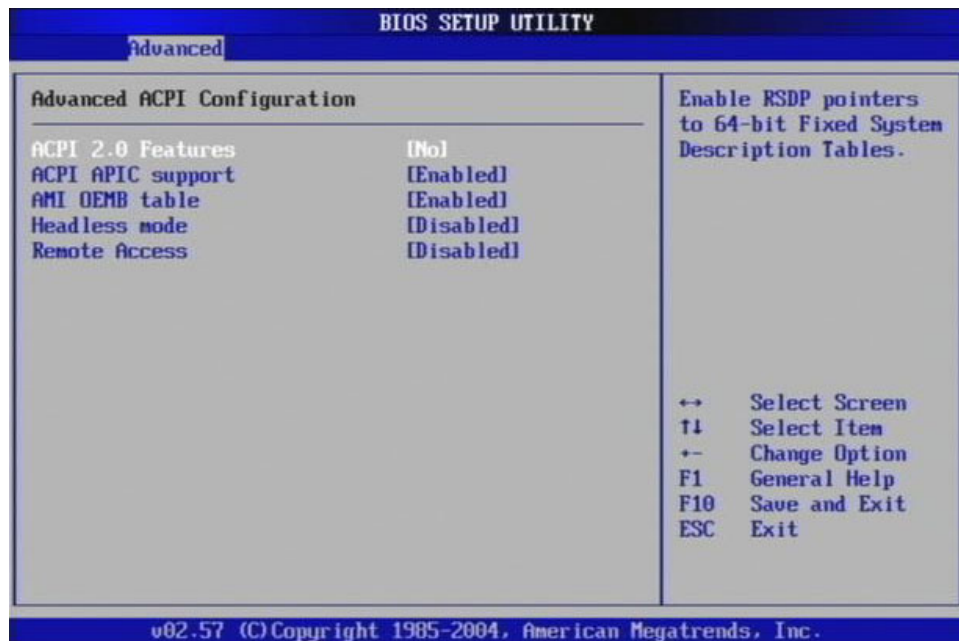 BIOS SETUP UTILITY
Advanced
Advanced ACPI Configuration
ACPI 2.0 Features [No]
ACPI APIC support [Enabled]
AMI OEMB table [Enabled]
Headless mode [Disabled]
Remote Access [Disabled]
Enable RSDP pointers
to 64-bit Fixed System
Description Tables.
↔ Select Screen
↑↓ Select Item
+- Change Option
F1 General Help
F10 Save and Exit
ESC Exit
v02.57 (C)Copyright 1985-2004, American Megatrends, Inc.